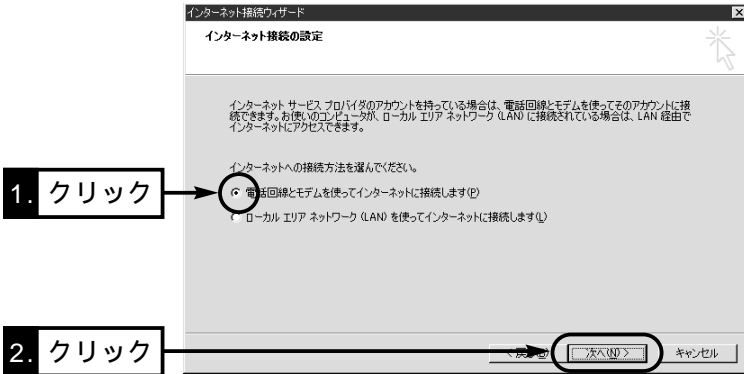 インターネット接続ウィザード
インターネット接続の設定
インターネット サービス プロバイダのアカウントを持っている場合は、電話回線とモデムを使ってそのアカウントに接
続できます。お使いのコンピュータが、ローカル エリア ネットワーク (LAN) に接続されている場合は、LAN 経由で
インターネットにアクセスできます。
インターネットへの接続方法を選んでください。
1. クリック
電話回線とモデムを使ってインターネットに接続します(P)
ローカル エリア ネットワーク (LAN) を使ってインターネットに接続します(L)
2. クリック
< 戻る(B) 次へ(N) > キャンセル